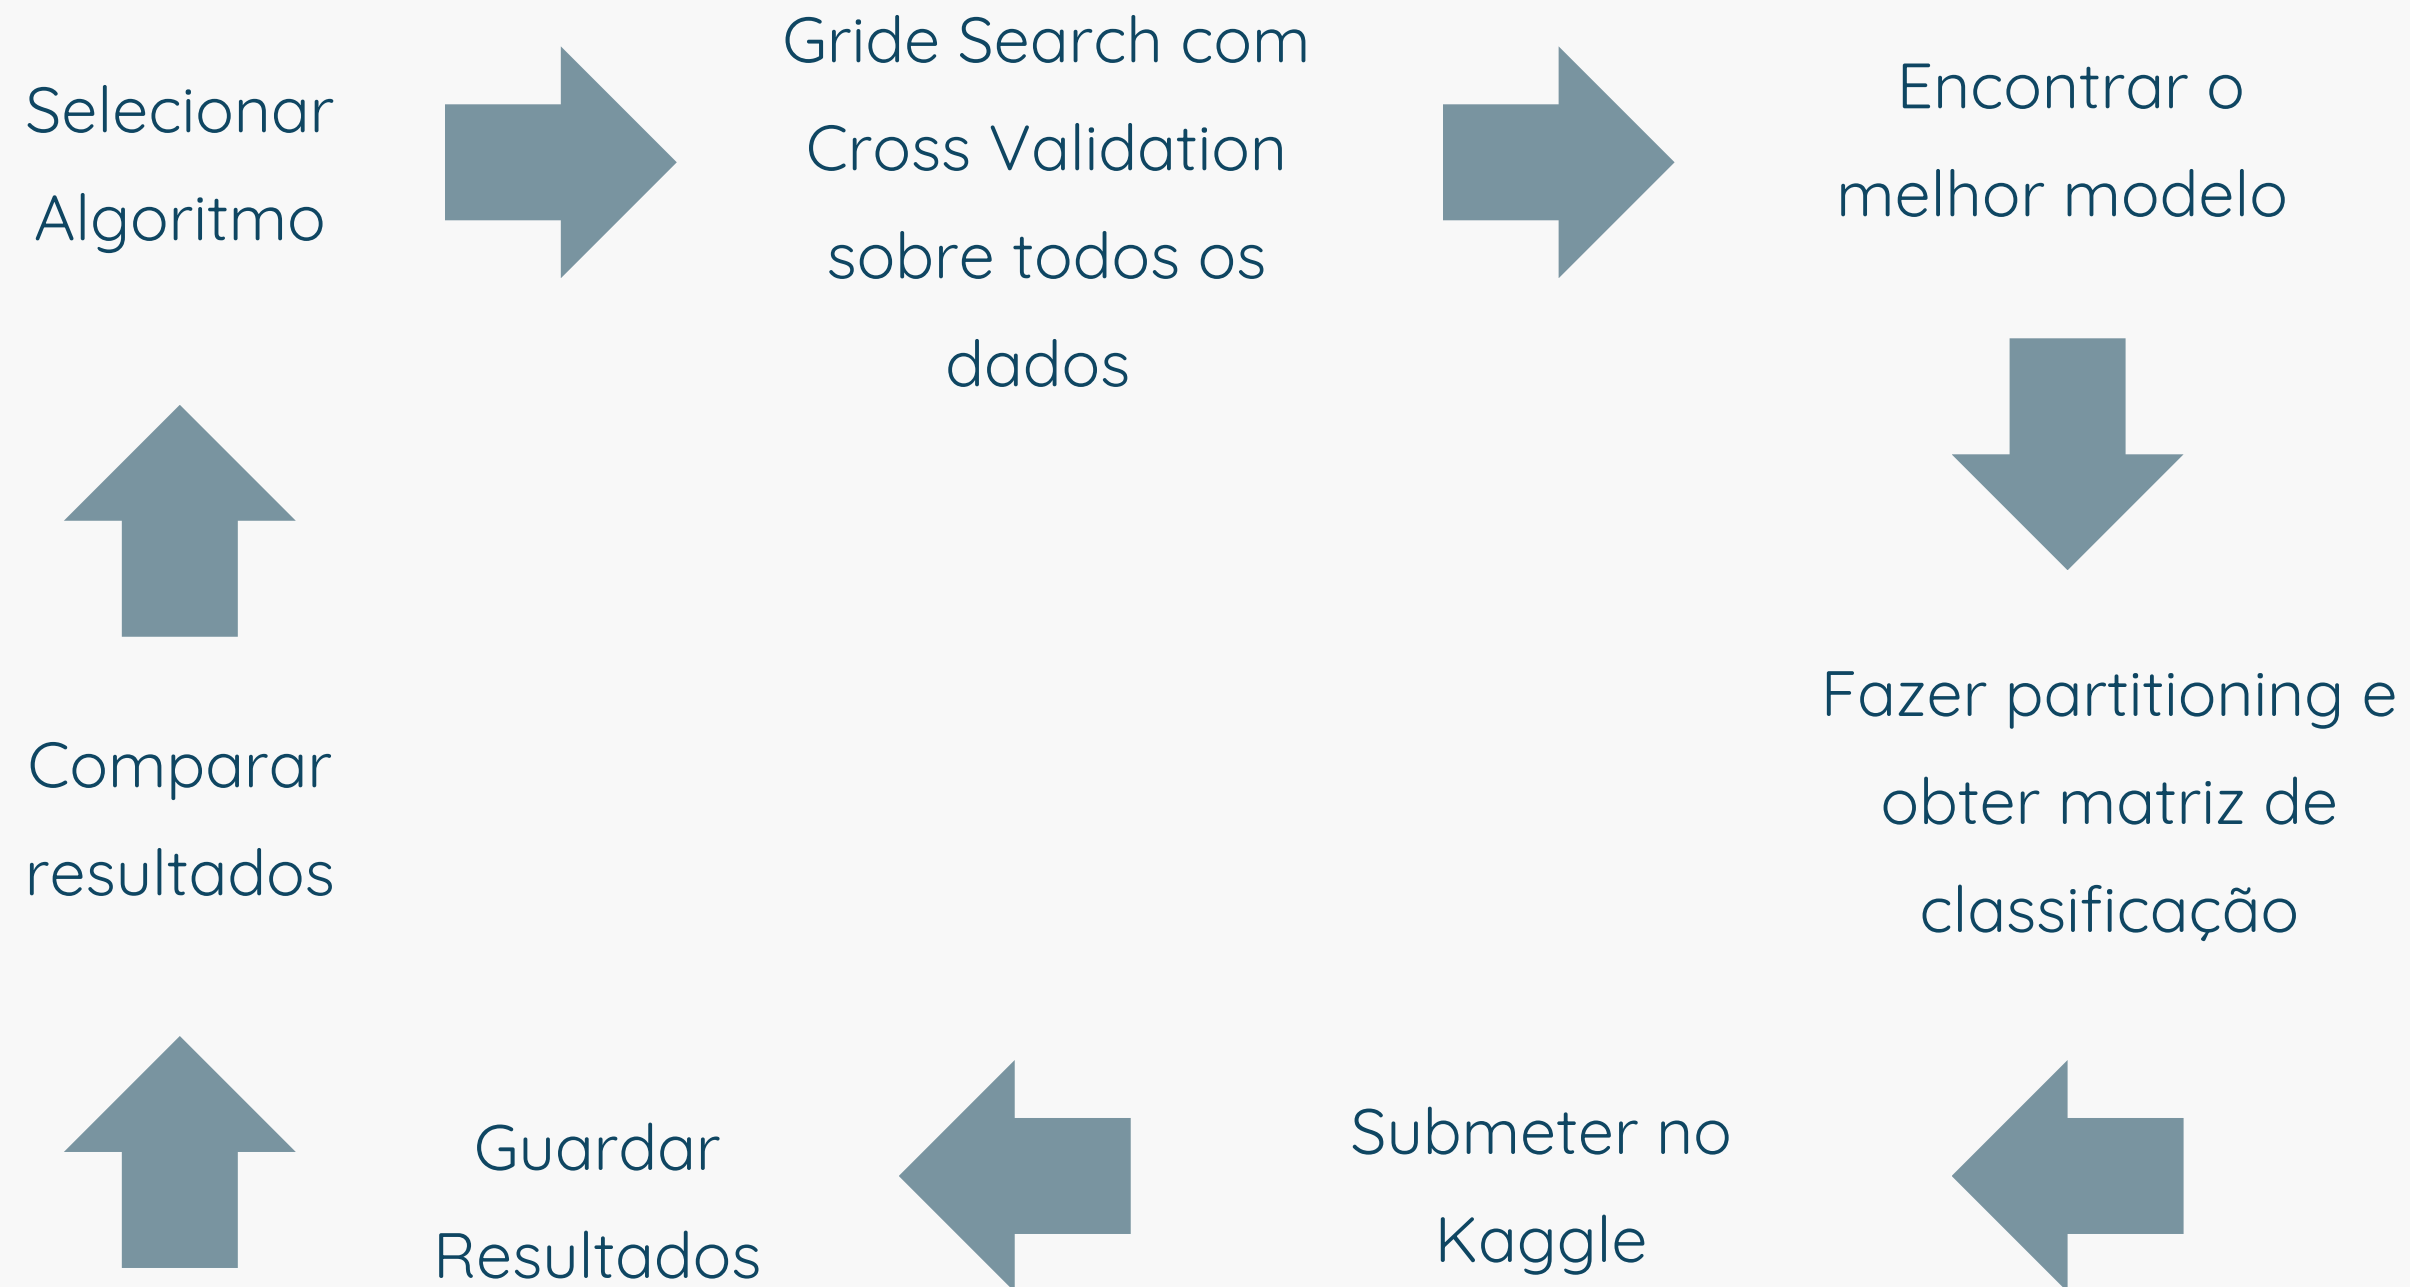 Selecionar
Algoritmo
Gride Search com
Cross Validation
sobre todos os
dados
Encontrar o
melhor modelo
Fazer partitioning e
obter matriz de
classificação
Submeter no
Kaggle
Guardar
Resultados
Comparar
resultados